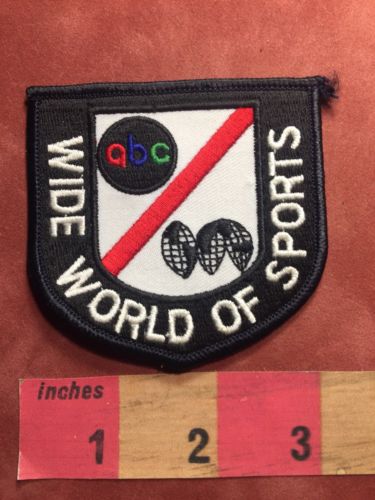 abc
WIDE WORLD OF SPORTS
inches
1 2 3